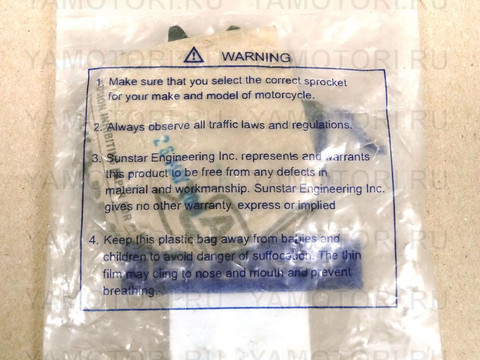 YAMOTORI.RU
WARNING
1. Make sure that you select the correct sprocket
for your make and model of motorcycle.
2. Always observe all traffic laws and regulations.
3. Sunstar Engineering Inc. represents and warrants
this product to be free from any defects in
material and workmanship. Sunstar Engineering Inc.
gives no other warranty. express or implied
4. Keep this plastic bag away from babies and
children to avoid danger of suffocation. The thin
film may cling to nose and mouth and prevent
breathing.